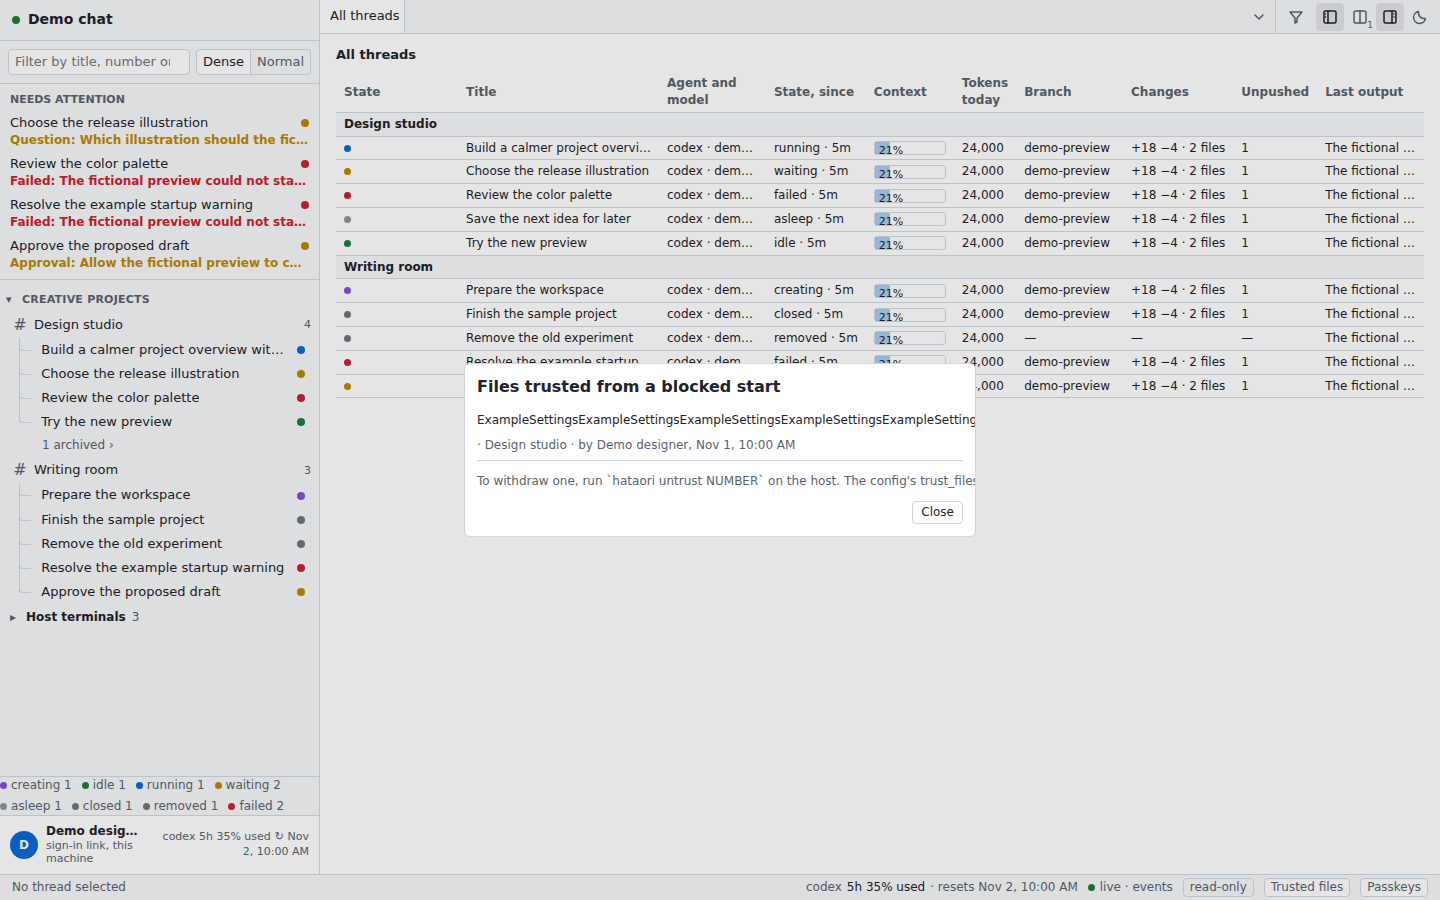 Demo chat
Filter by title, number or
Dense Normal
NEEDS ATTENTION
Choose the release illustration
Question: Which illustration should the fic…
Review the color palette
Failed: The fictional preview could not sta…
Resolve the example startup warning
Failed: The fictional preview could not sta…
Approve the proposed draft
Approval: Allow the fictional preview to c…
▾ CREATIVE PROJECTS
# Design studio 4
Build a calmer project overview wit…
Choose the release illustration
Review the color palette
Try the new preview
1 archived ›
# Writing room 3
Prepare the workspace
Finish the sample project
Remove the old experiment
Resolve the example startup warning
Approve the proposed draft
▸ Host terminals 3
creating 1 idle 1 running 1 waiting 2
asleep 1 closed 1 removed 1 failed 2
D
Demo desig…
sign-in link, this
machine
codex 5h 35% used ↻ Nov
2, 10:00 AM
All threads
1
All threads
State Title Agent and model State, since Context Tokens today Branch Changes Unpushed Last output
Design studio
Build a calmer project overvi… codex · dem… running · 5m 21% 24,000 demo-preview +18 −4 · 2 files 1 The fictional …
Choose the release illustration codex · dem… waiting · 5m 21% 24,000 demo-preview +18 −4 · 2 files 1 The fictional …
Review the color palette codex · dem… failed · 5m 21% 24,000 demo-preview +18 −4 · 2 files 1 The fictional …
Save the next idea for later codex · dem… asleep · 5m 21% 24,000 demo-preview +18 −4 · 2 files 1 The fictional …
Try the new preview codex · dem… idle · 5m 21% 24,000 demo-preview +18 −4 · 2 files 1 The fictional …
Writing room
Prepare the workspace codex · dem… creating · 5m 21% 24,000 demo-preview +18 −4 · 2 files 1 The fictional …
Finish the sample project codex · dem… closed · 5m 21% 24,000 demo-preview +18 −4 · 2 files 1 The fictional …
Remove the old experiment codex · dem… removed · 5m 21% 24,000 — — — The fictional …
Resolve the example startup codex · dem… failed · 5m 21% 24,000 demo-preview +18 −4 · 2 files 1 The fictional …
,000 demo-preview +18 −4 · 2 files 1 The fictional …
Files trusted from a blocked start
ExampleSettingsExampleSettingsExampleSettingsExampleSettingsExampleSetting
· Design studio · by Demo designer, Nov 1, 10:00 AM
To withdraw one, run `hataori untrust NUMBER` on the host. The config's trust_files
Close
No thread selected
codex 5h 35% used · resets Nov 2, 10:00 AM live · events read-only Trusted files Passkeys